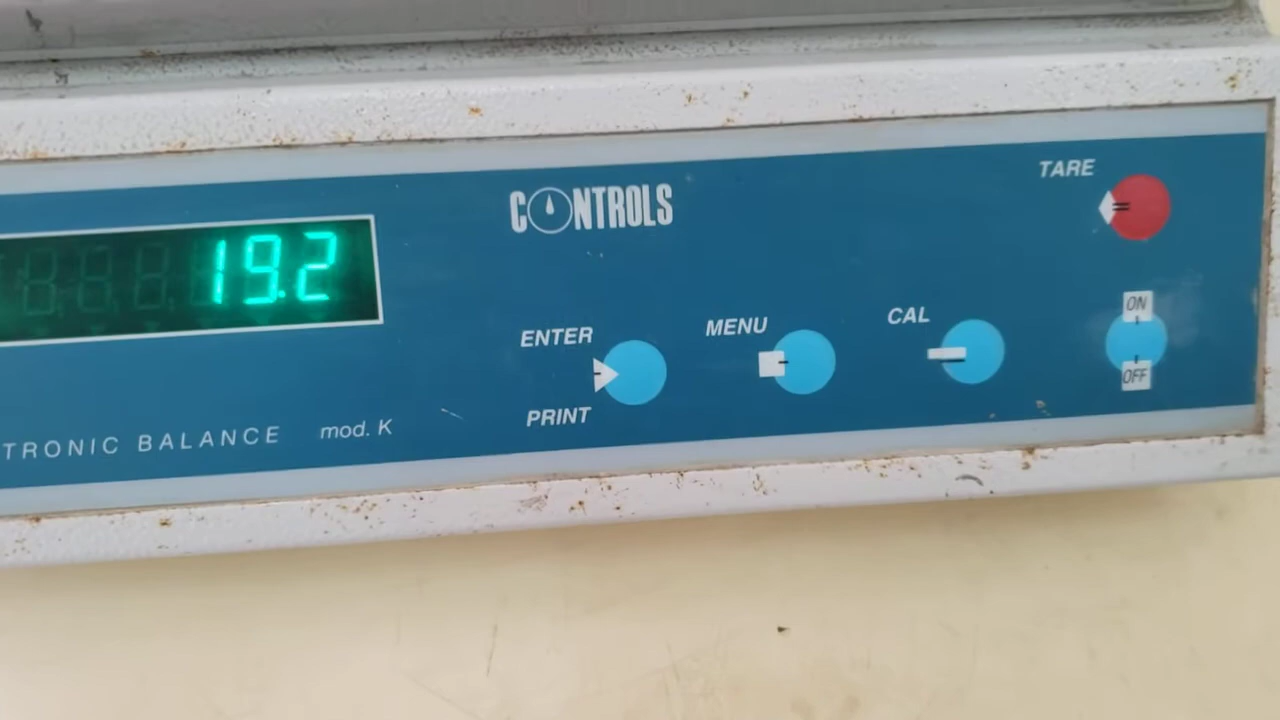 TARE
CONTROLS
19.2
ON
ENTER
MENU
CAL
OFF
PRINT
TRONIC BALANCE mod. K